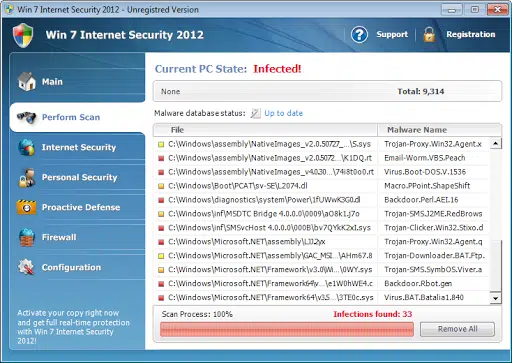 Win 7 Internet Security 2012 - Unregistred Version
Win 7 Internet Security 2012
Support
Registration
Main
Perform Scan
Internet Security
Personal Security
Proactive Defense
Firewall
Configuration
Activate your copy right now
and get full real-time protection
with Win 7 Internet Security
2012!
Current PC State: Infected!
None Total: 9,314
Malware database status: Up to date
File Malware Name
C:\Windows\assembly\NativeImages_v2.0.50727_...\S.sys Trojan-Proxy.Win32.Agent.x
C:\Windows\assembly\NativeImages_v2.0.5072...\K1DQ.rt Email-Worm.VBS.Peach
C:\Windows\assembly\NativeImages_v4.0.30...\74i8t0o0.rt Virus.Boot-DOS.V.1536
C:\Windows\Boot\PCAT\sv-SE\L2074.dl Macro.PPoint.ShapeShift
C:\Windows\diagnostics\system\Power\1fUWwK3G0.dl Backdoor.Perl.AEI.16
C:\Windows\inf\MSDTC Bridge 4.0.0.0\0009\aO8k1.j7o Trojan-SMS.J2ME.RedBrows
C:\Windows\inf\SMSvcHost 4.0.0.0\000B\bv7QYkK2x1.sys Trojan-Clicker.Win32.Stixo.d
C:\Windows\Microsoft.NET\assembly\L1J2yx Trojan-Proxy.Win32.Agent.q
C:\Windows\Microsoft.NET\assembly\GAC_MSI...\AHm67.8 Trojan-Downloader.BAT.Ftp.
C:\Windows\Microsoft.NET\Framework\v3.0\W...\0WY.sys Trojan-SMS.SymbOS.Viver.a
C:\Windows\Microsoft.NET\Framework64\v...\e1W0hWE4.c Backdoor.Rbot.gen
C:\Windows\Microsoft.NET\Framework64\v3.5...\3TE0c.sys Virus.BAT.Batalia1.840
Scan Process: 100% Infections found: 33
Remove All